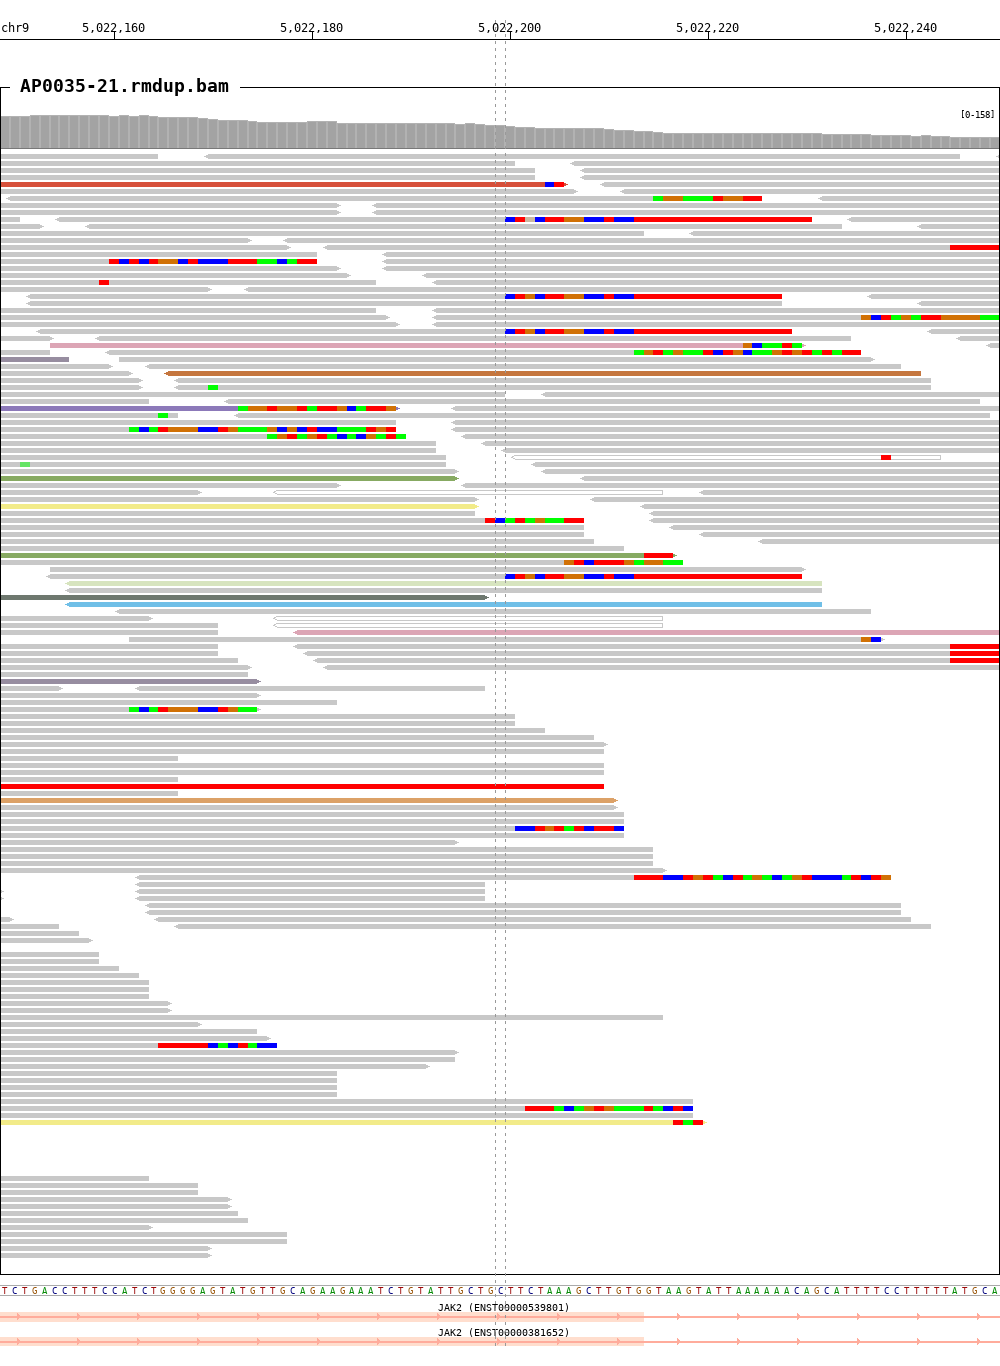 chr9 5,022,160 5,022,180 5,022,200 5,022,220 5,022,240
AP0035-21.rmdup.bam
[0-158]
T C T G A C C T T T C C A T C T G G G G A G T A T G T T G C A G A A G A A A T C T G T A T T G C T G C T T C T A A A G C T T G T G G T A A G T A T T A A A A A A C A G C A T T T T C C T T T T T A T G C A
JAK2 (ENST00000539801)
JAK2 (ENST00000381652)